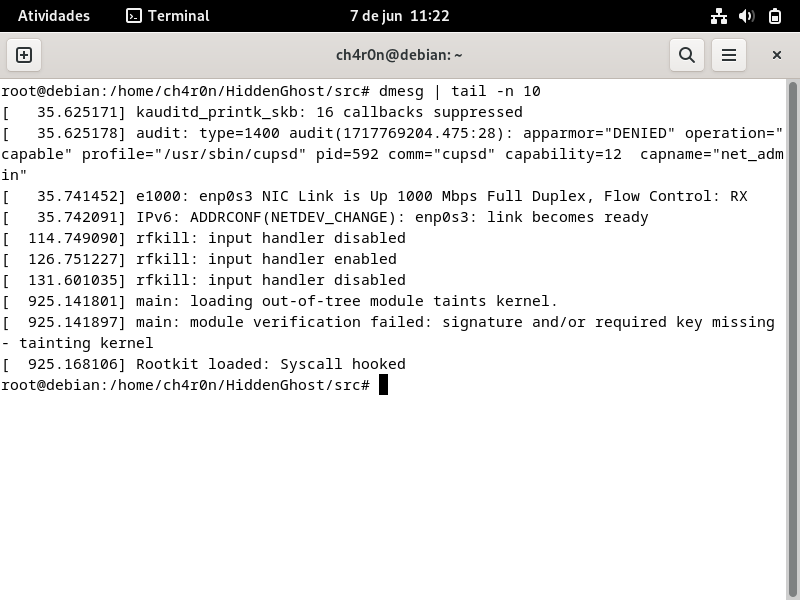 Atividades Terminal 7 de jun 11:22
ch4r0n@debian: ~
root@debian:/home/ch4r0n/HiddenGhost/src# dmesg | tail -n 10
[   35.625171] kauditd_printk_skb: 16 callbacks suppressed
[   35.625178] audit: type=1400 audit(1717769204.475:28): apparmor="DENIED" operation="
capable" profile="/usr/sbin/cupsd" pid=592 comm="cupsd" capability=12  capname="net_adm
in"
[   35.741452] e1000: enp0s3 NIC Link is Up 1000 Mbps Full Duplex, Flow Control: RX
[   35.742091] IPv6: ADDRCONF(NETDEV_CHANGE): enp0s3: link becomes ready
[  114.749090] rfkill: input handler disabled
[  126.751227] rfkill: input handler enabled
[  131.601035] rfkill: input handler disabled
[  925.141801] main: loading out-of-tree module taints kernel.
[  925.141897] main: module verification failed: signature and/or required key missing
- tainting kernel
[  925.168106] Rootkit loaded: Syscall hooked
root@debian:/home/ch4r0n/HiddenGhost/src#